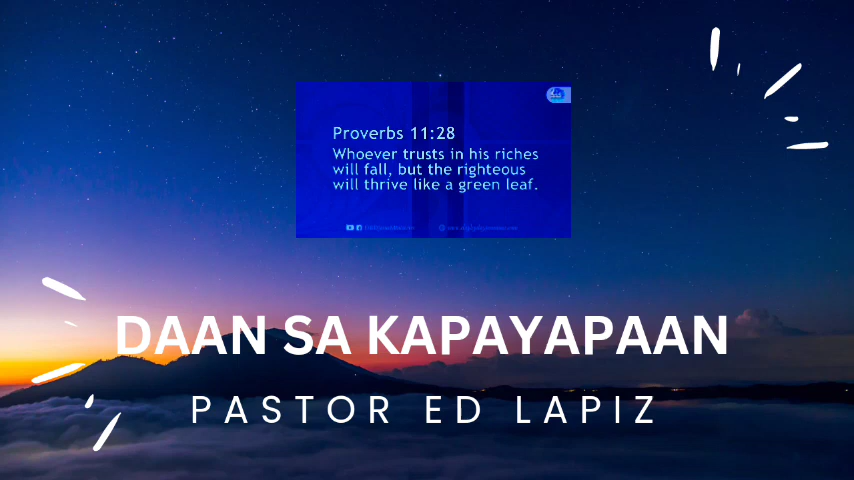 Proverbs 11:28
Whoever trusts in his riches
will fall, but the righteous
will thrive like a green leaf.
DAAN SA KAPAYAPAAN
PASTOR ED LAPIZ